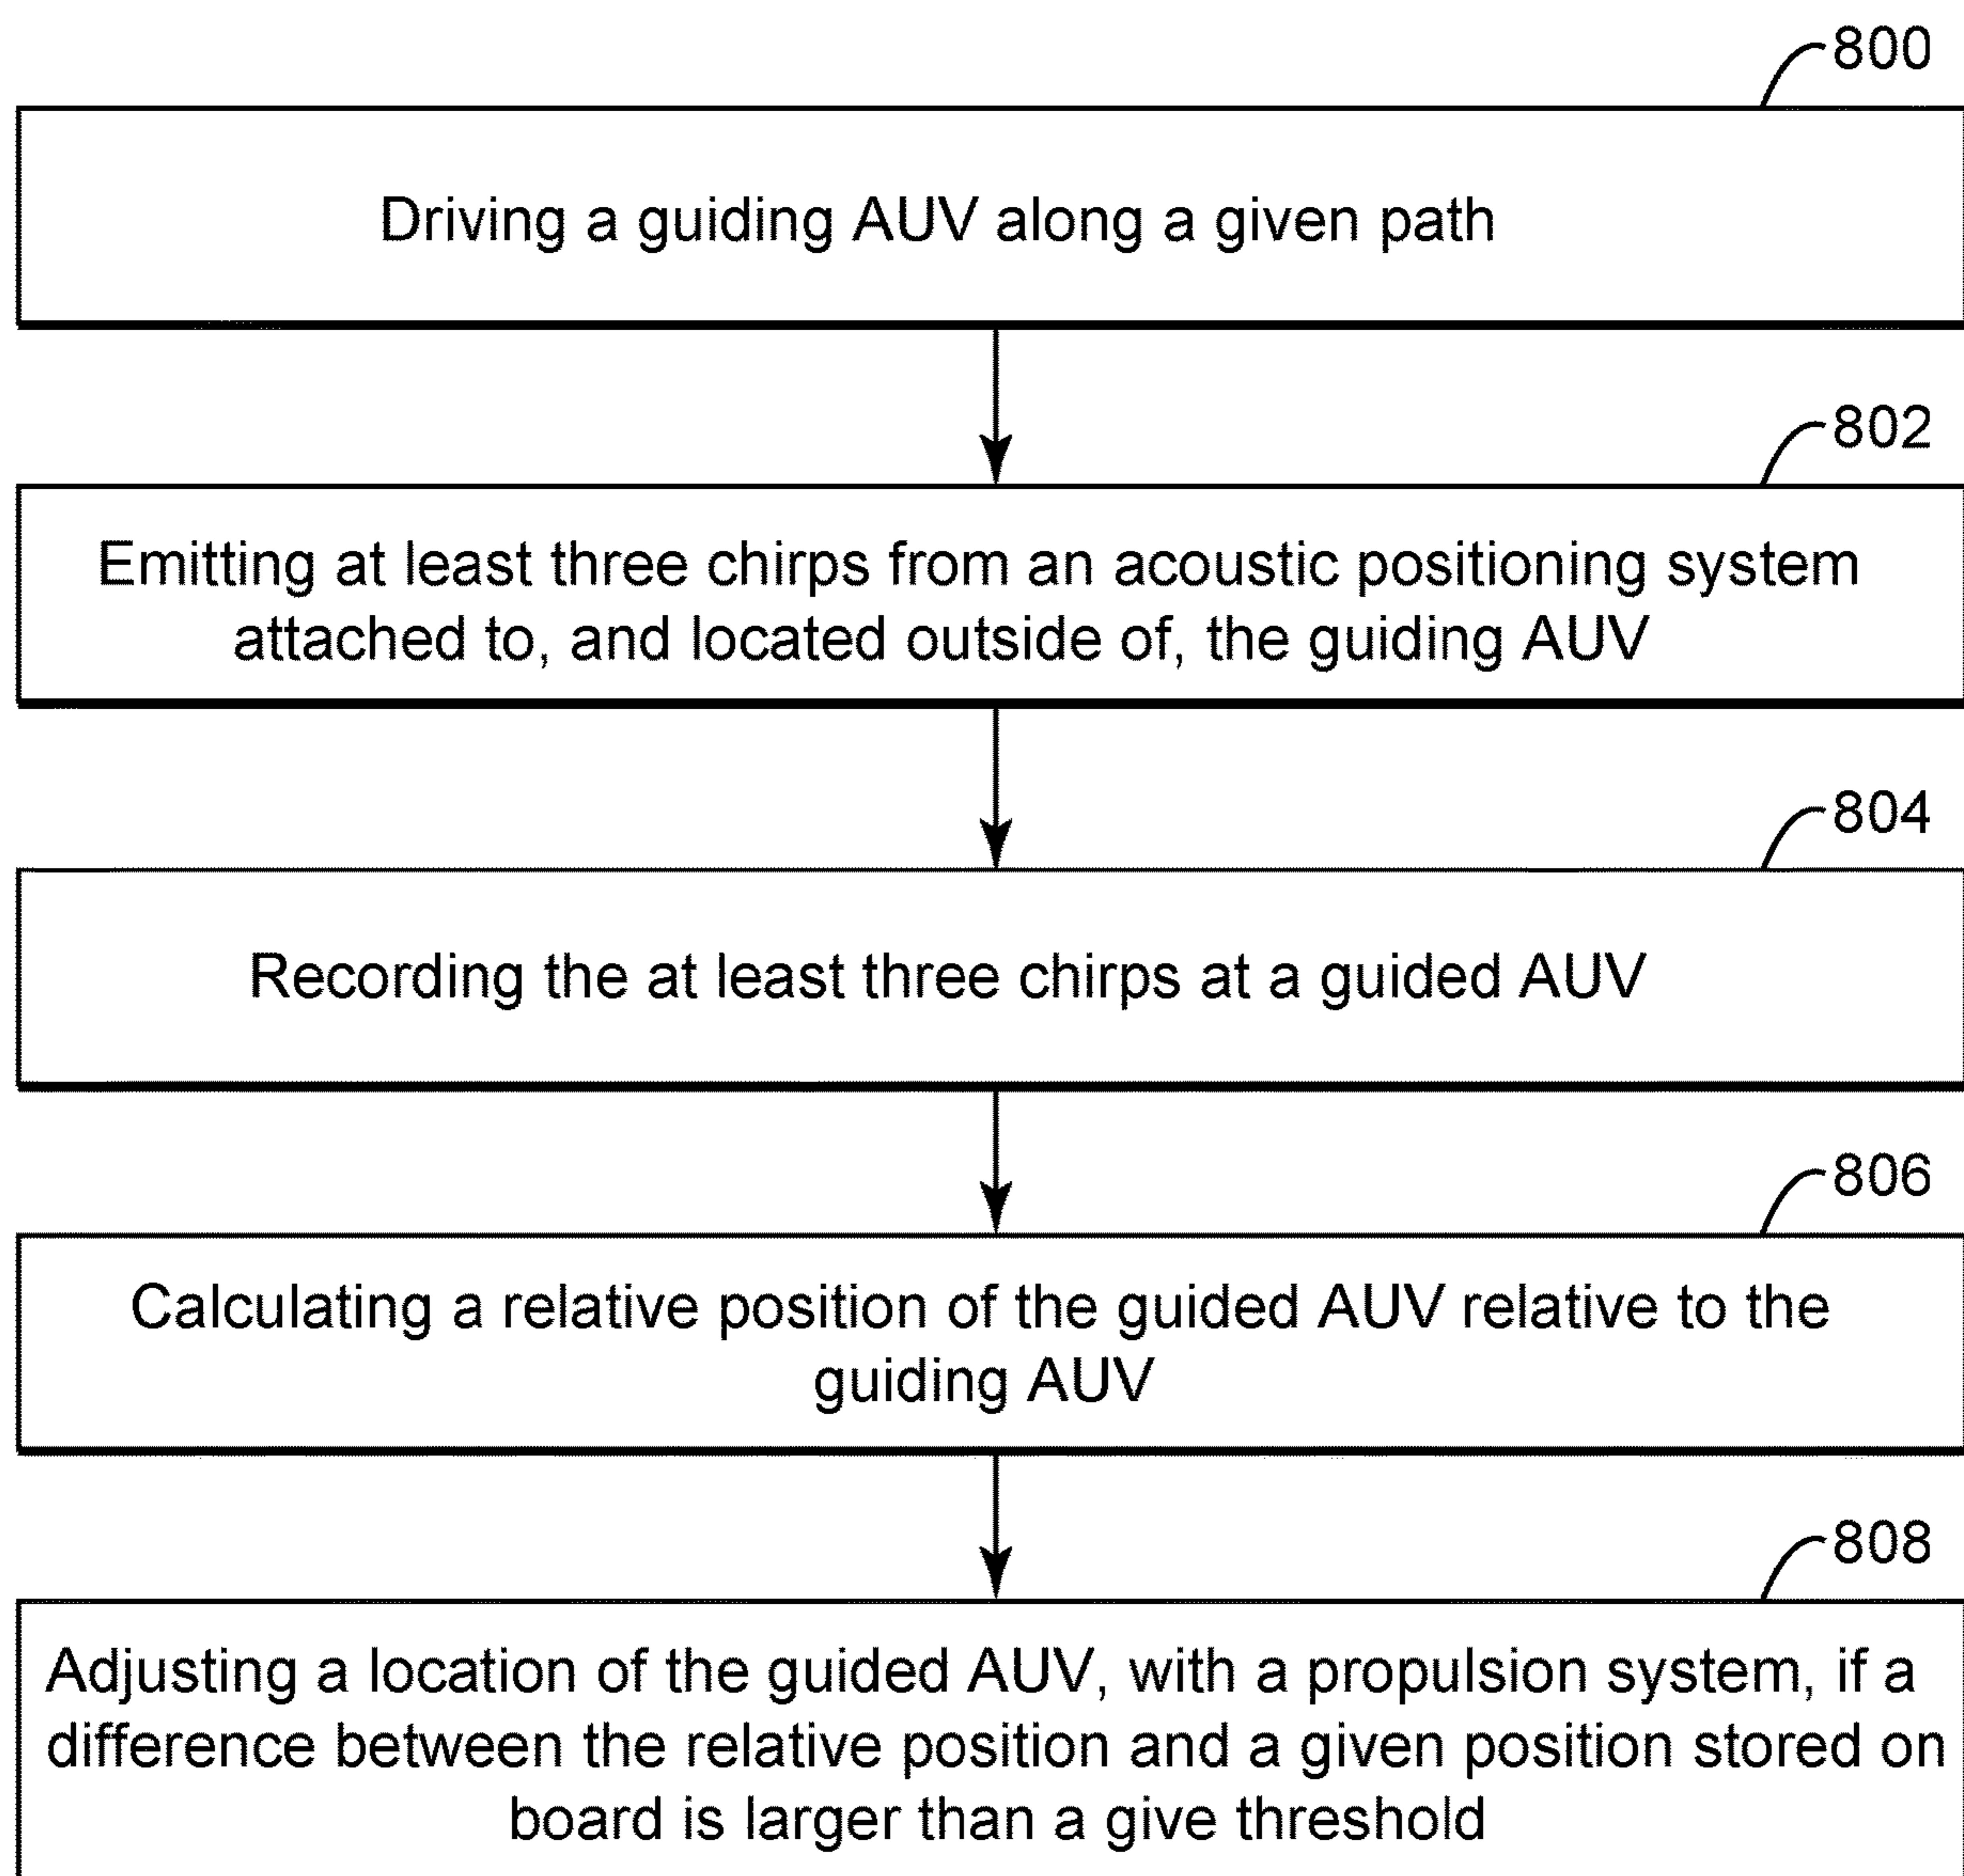 800
Driving a guiding AUV along a given path
802
Emitting at least three chirps from an acoustic positioning system
attached to, and located outside of, the guiding AUV
804
Recording the at least three chirps at a guided AUV
806
Calculating a relative position of the guided AUV relative to the
guiding AUV
808
Adjusting a location of the guided AUV, with a propulsion system, if a
difference between the relative position and a given position stored on
board is larger than a give threshold